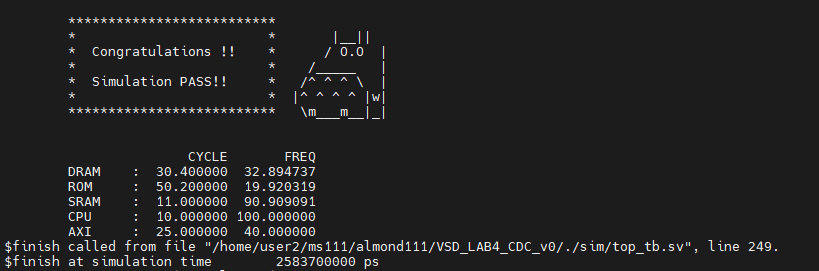 ***************************
*                         *       |__||
*  Congratulations !!    *      / O.O  |
*                         *    /_____   |
*  Simulation PASS!!     *   /^ ^ ^ \  |
*                         *  |^ ^ ^ ^ |w|
***************************   \m___m__|_|
CYCLE       FREQ
DRAM    :  30.400000  32.894737
ROM     :  50.200000  19.920319
SRAM    :  11.000000  90.909091
CPU     :  10.000000 100.000000
AXI     :  25.000000  40.000000
$finish called from file "/home/user2/ms111/almond111/VSD_LAB4_CDC_v0/./sim/top_tb.sv", line 249.
$finish at simulation time        2583700000 ps